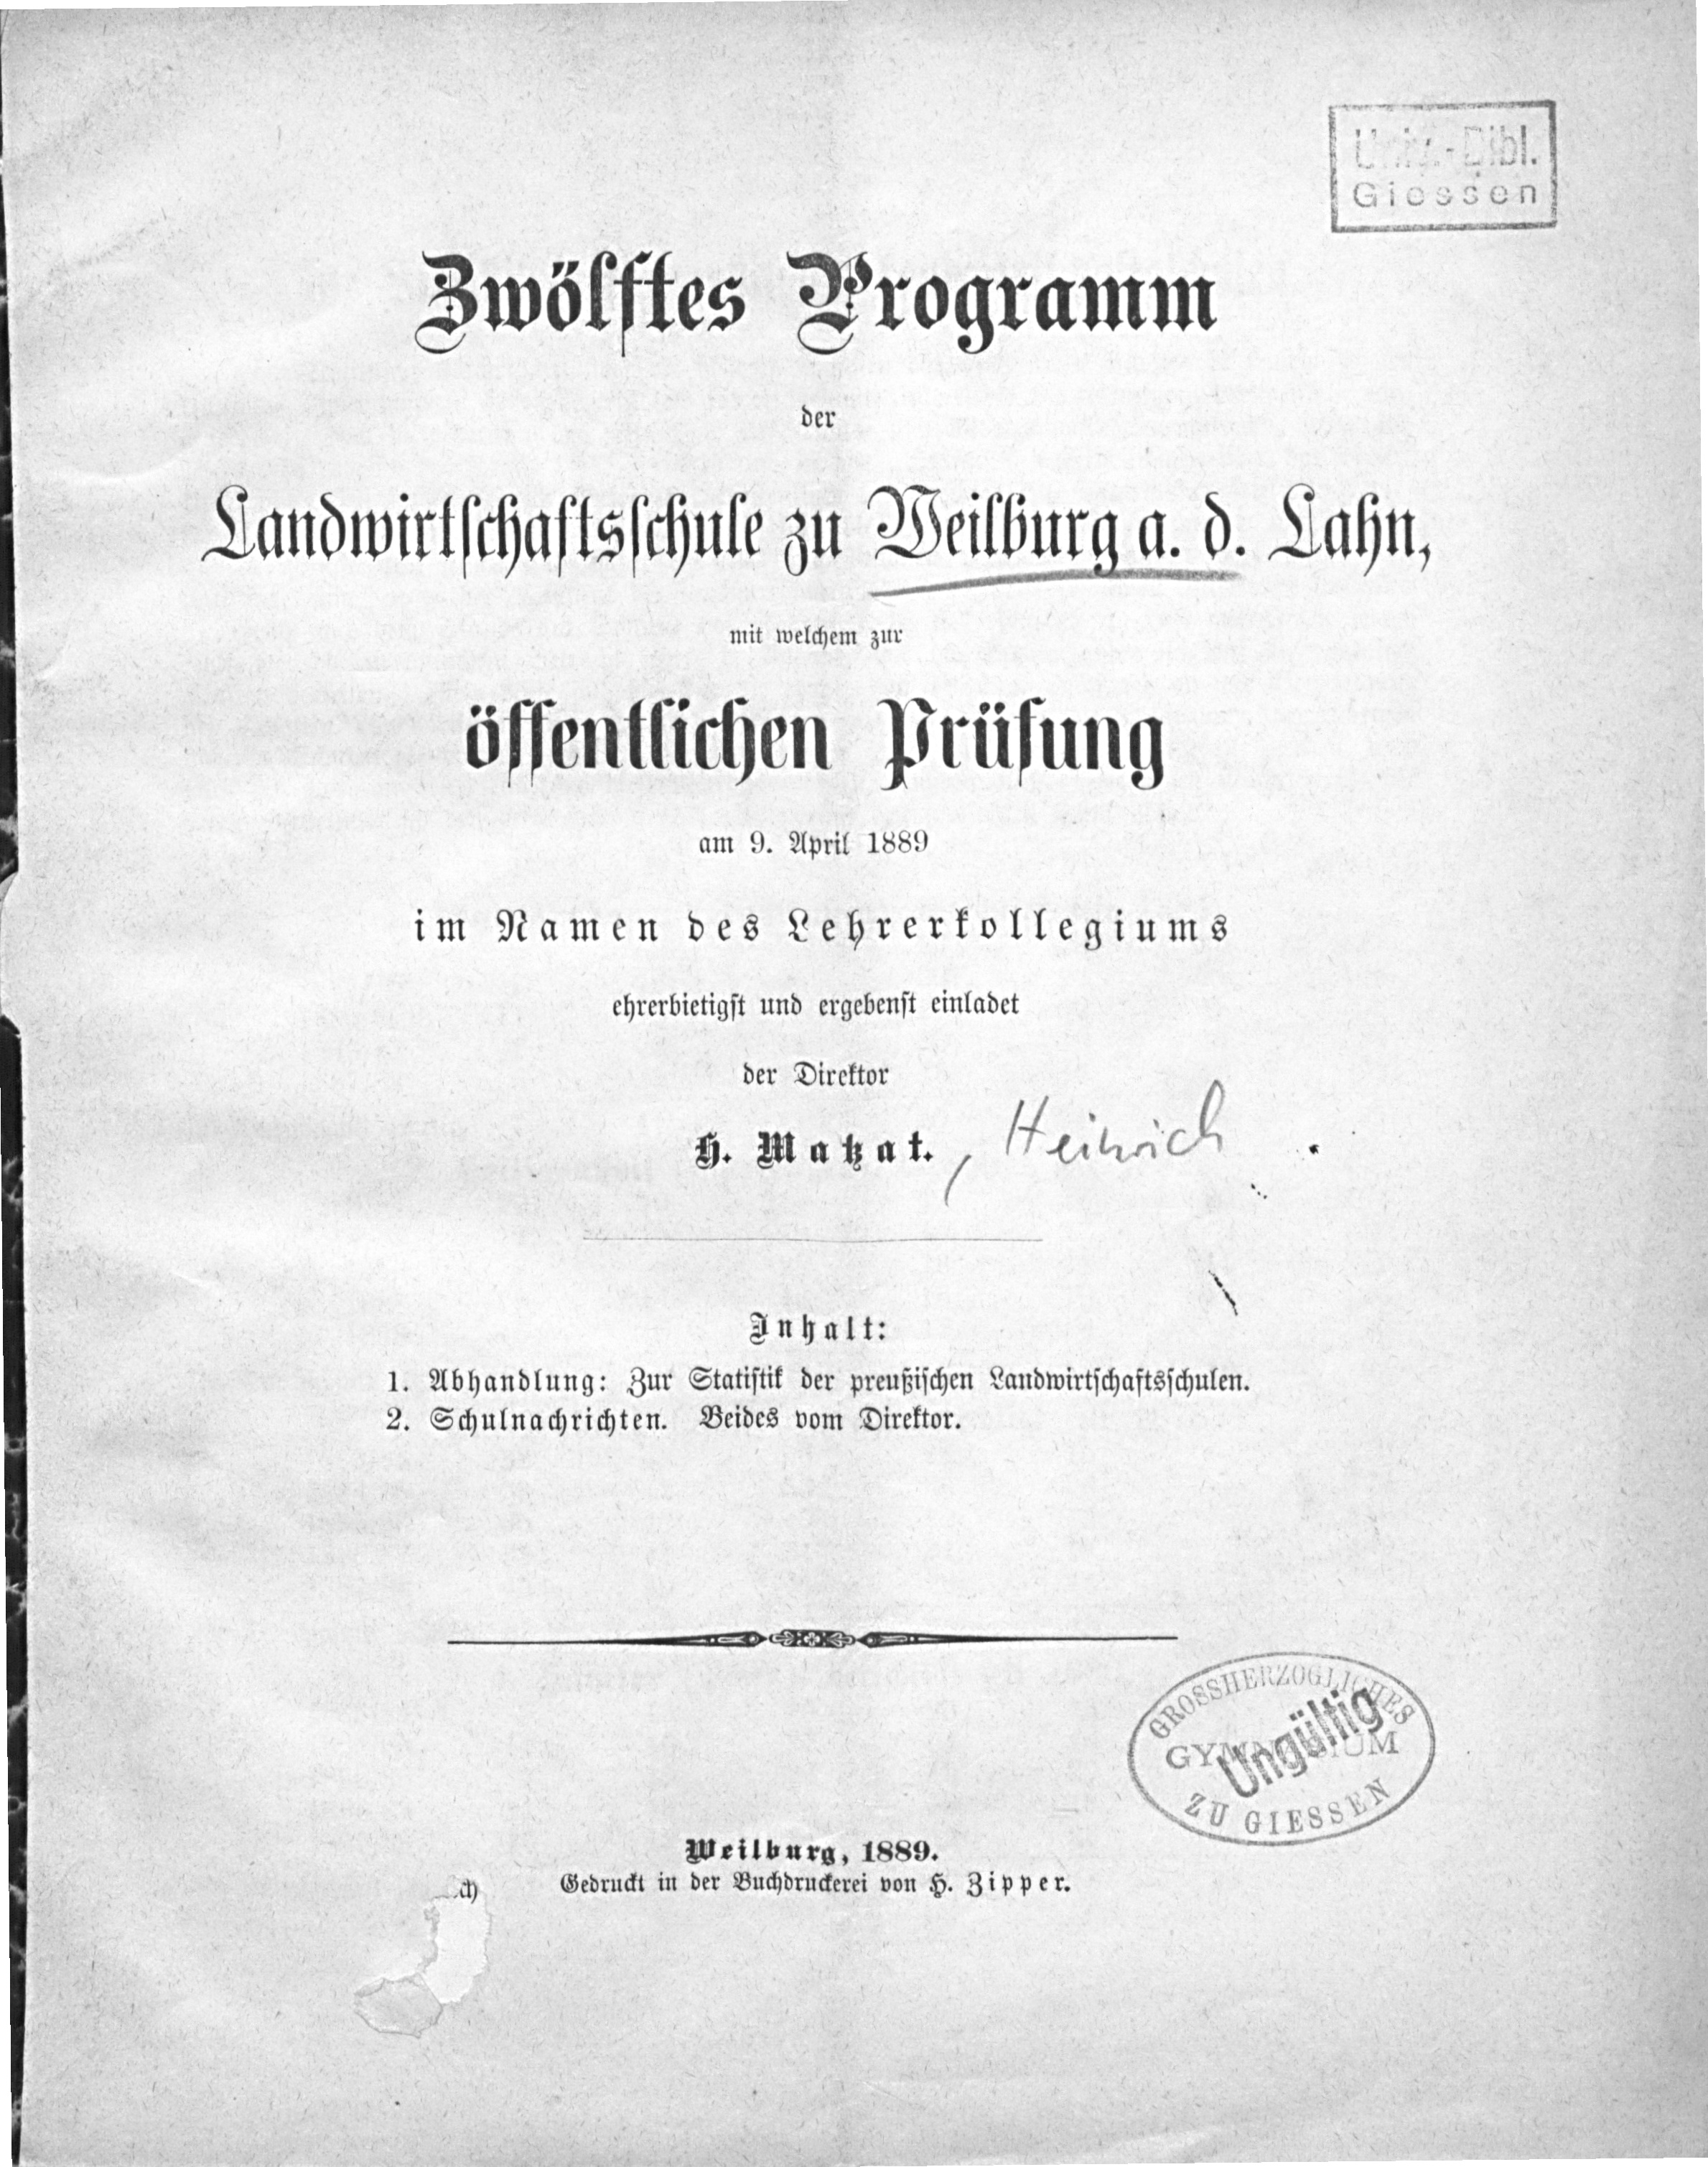 Univ.-Bibl.
Giessen
Zwölftes Programm
der
Landwirtschaftsschule zu Weilburg a. d. Lahn,
mit welchem zur
öffentlichen Prüfung
am 9. April 1889
im Namen des Lehrerkollegiums
ehrerbietigst und ergebenst einladet
der Direktor
H. Matzat. , Heinrich
Inhalt:
1. Abhandlung: Zur Statistik der preußischen Landwirtschaftsschulen.
2. Schulnachrichten. Beides vom Direktor.
GROSSHERZOGLICHES
GYMNASIUM
Ungültig
ZU GIESSEN
Weilburg, 1889.
Gedruckt in der Buchdruckerei von H. Zipper.